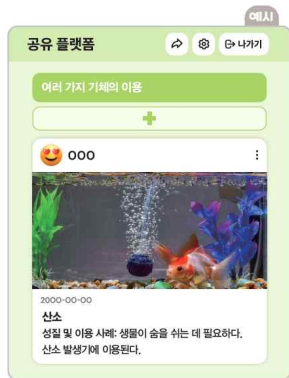 예시
공유 플랫폼
나가기
여러 가지 기체의 이용
OOO
2000-00-00
산소
성질 및 이용 사례: 생물이 숨을 쉬는 데 필요하다.
산소 발생기에 이용된다.